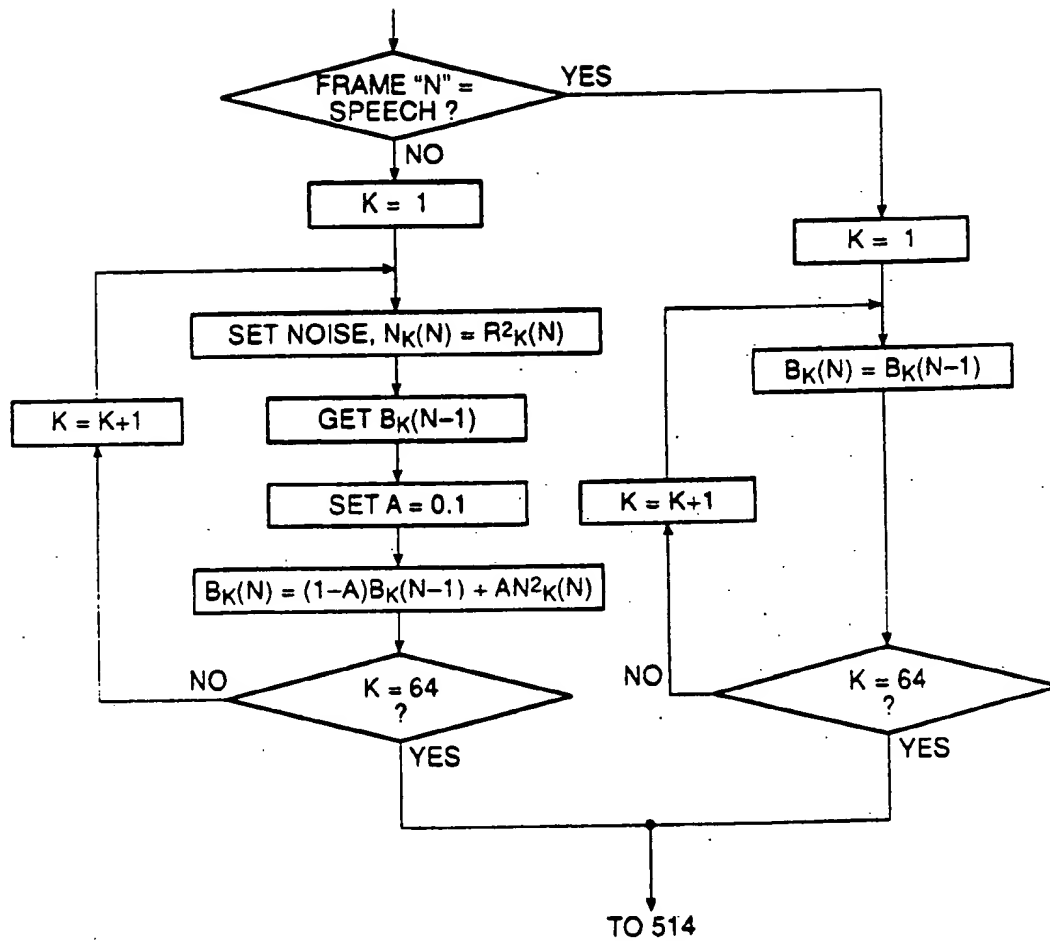 FRAME "N" =
SPEECH ?
YES
NO
K = 1
K = 1
SET NOISE, NK(N) = R²K(N)
BK(N) = BK(N–1)
K = K+1
GET BK(N–1)
SET A = 0.1
K = K+1
BK(N) = (1–A)BK(N–1) + AN²K(N)
NO
K = 64
?
YES
NO
K = 64
?
YES
TO 514